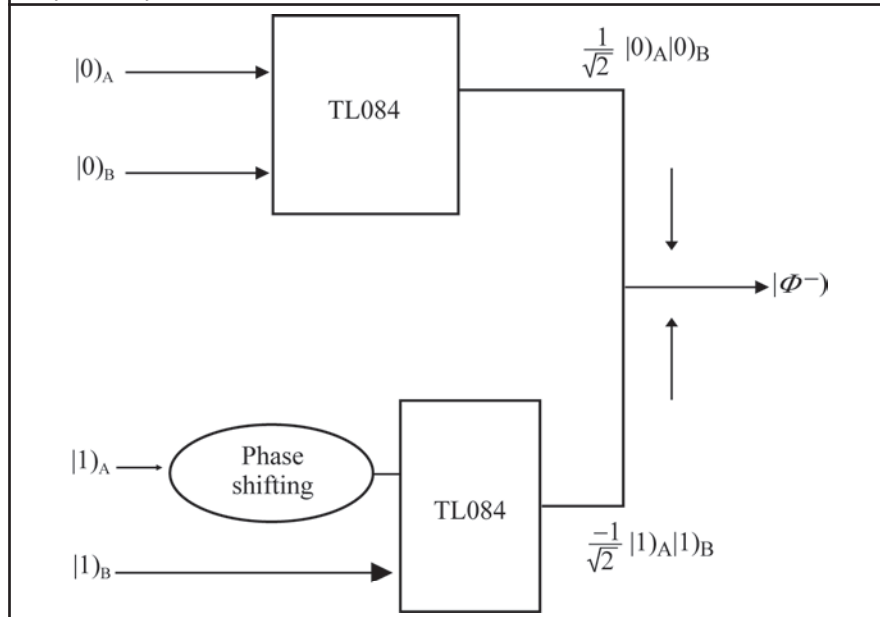 |0)A
TL084
|0)B
1/√2 |0)A|0)B
|Φ−)
|1)A
Phase
shifting
TL084
|1)B
−1/√2 |1)A|1)B